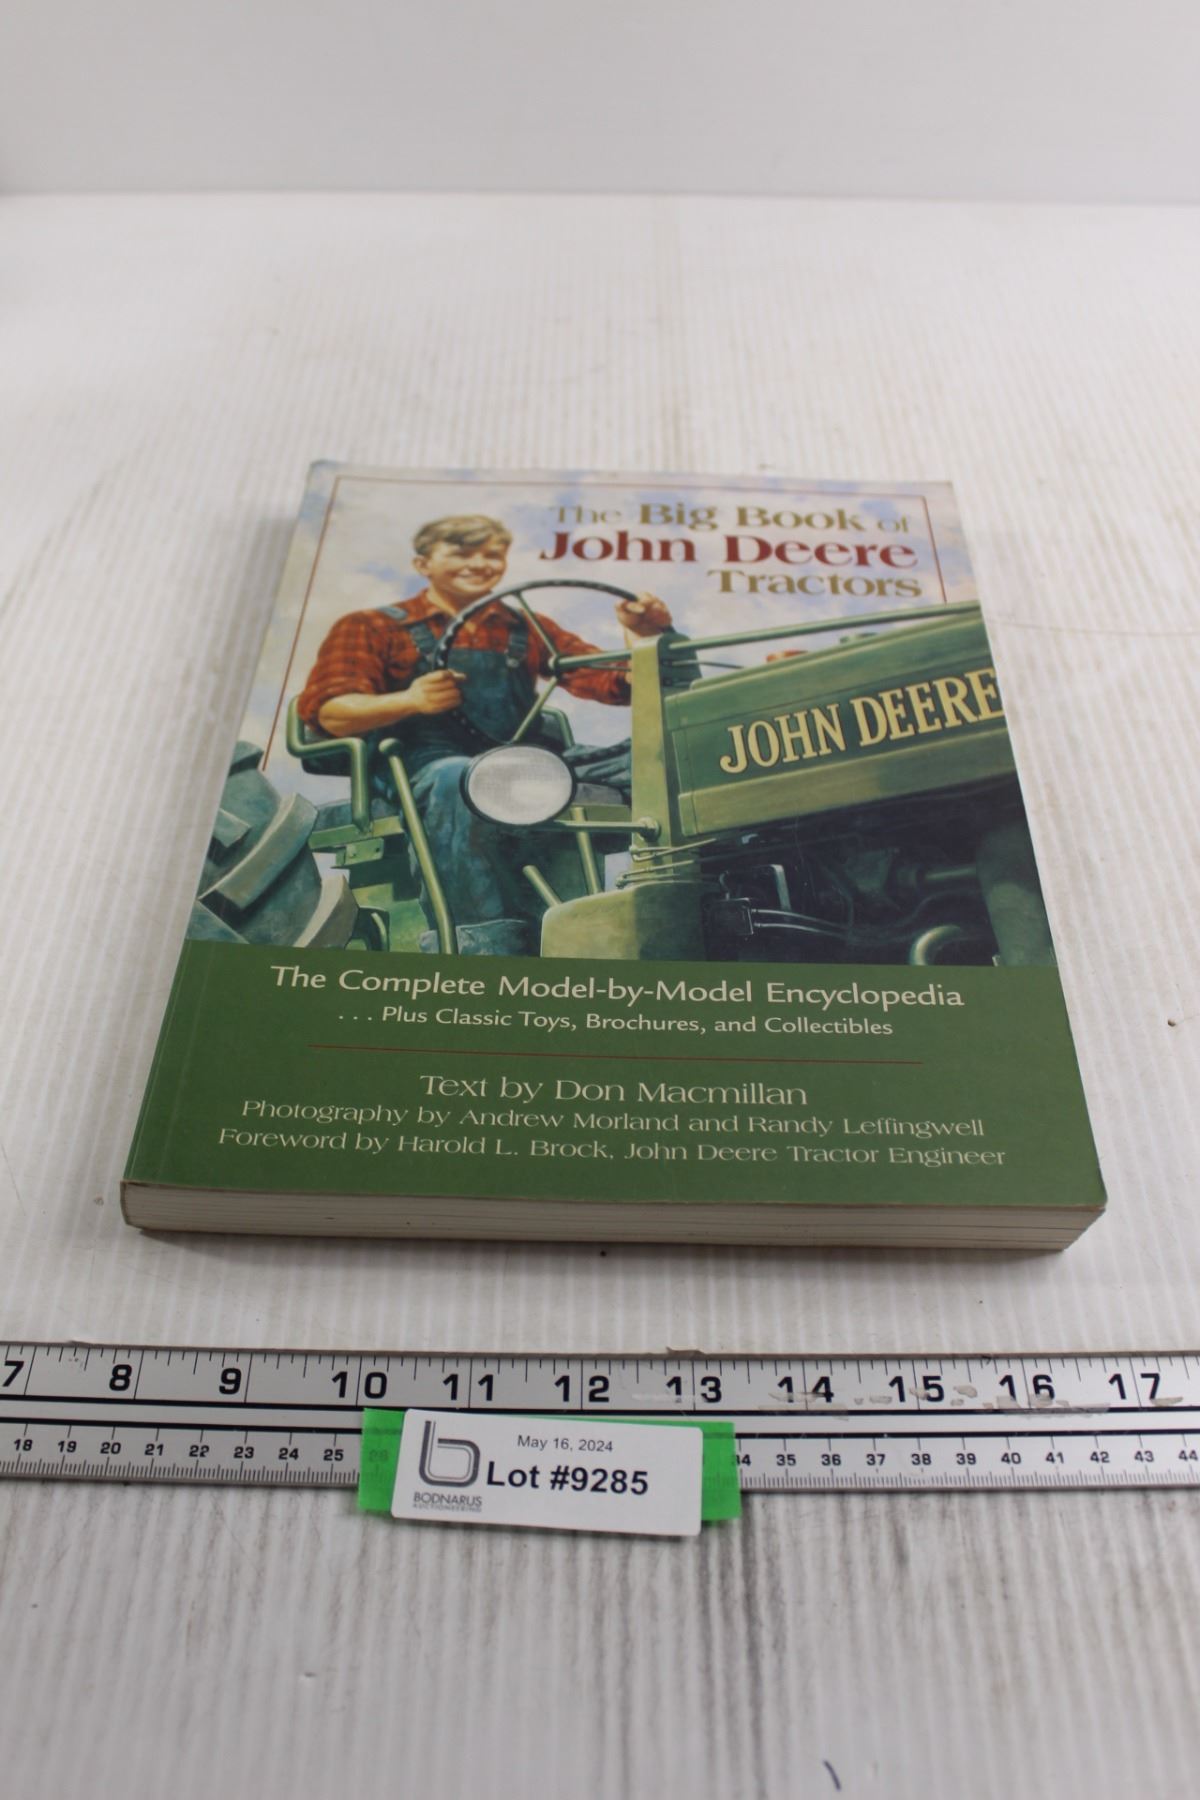 The Big Book of
John Deere
Tractors
JOHN DEERE
The Complete Model-by-Model Encyclopedia
... Plus Classic Toys, Brochures, and Collectibles
Text by Don Macmillan
Photography by Andrew Morland and Randy Leffingwell
Foreword by Harold L. Brock, John Deere Tractor Engineer
7 8 9 10 11 12 13 14 15 16 17
18 19 20 21 22 23 24 25 26 34 35 36 37 38 39 40 41 42 43 44
May 16, 2024
Lot #9285
BODNARUS
AUCTIONEERING